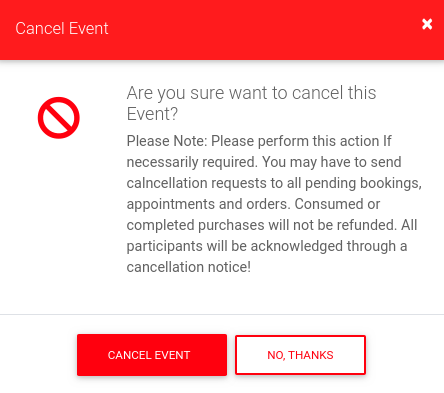 Cancel Event
×
Are you sure want to cancel this
Event?
Please Note: Please perform this action If
necessarily required. You may have to send
calncellation requests to all pending bookings,
appointments and orders. Consumed or
completed purchases will not be refunded. All
participants will be acknowledged through a
cancellation notice!
CANCEL EVENT
NO, THANKS